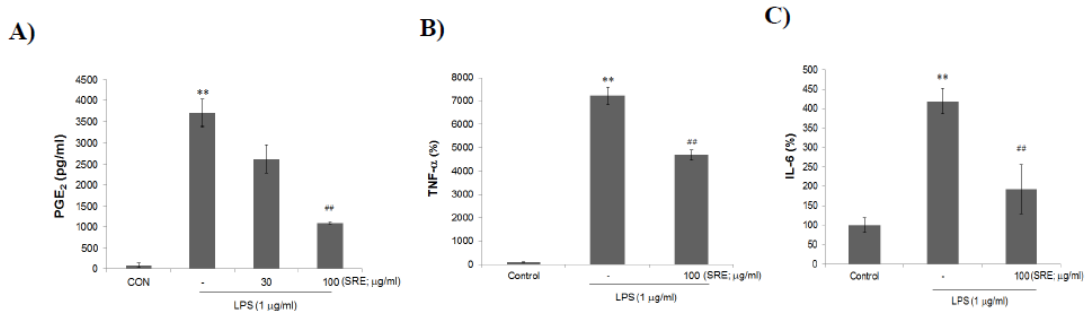 A)
PGE₂ (pg/ml)
4500
4000
3500
3000
2500
2000
1500
1000
500
0
**
##
CON
-
30
100 (SRE; μg/ml)
LPS (1 μg/ml)
B)
TNF-α (%)
8000
7000
6000
5000
4000
3000
2000
1000
0
**
##
Control
-
100 (SRE; μg/ml)
LPS (1 μg/ml)
C)
IL-6 (%)
500
450
400
350
300
250
200
150
100
50
0
**
##
Control
-
100 (SRE; μg/ml)
LPS (1 μg/ml)